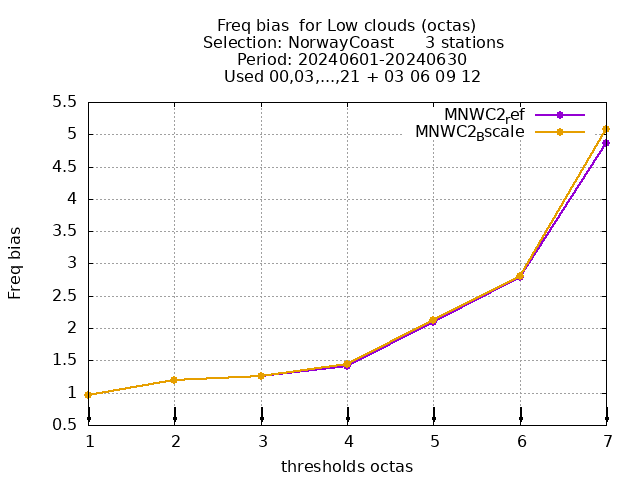 Freq bias  for Low clouds (octas)
Selection: NorwayCoast      3 stations
Period: 20240601-20240630
Used 00,03,...,21 + 03 06 09 12
MNWC2ref
MNWC2Bscale
5.5
5
4.5
4
3.5
3
2.5
2
1.5
1
0.5
Freq bias
1 2 3 4 5 6 7
thresholds octas